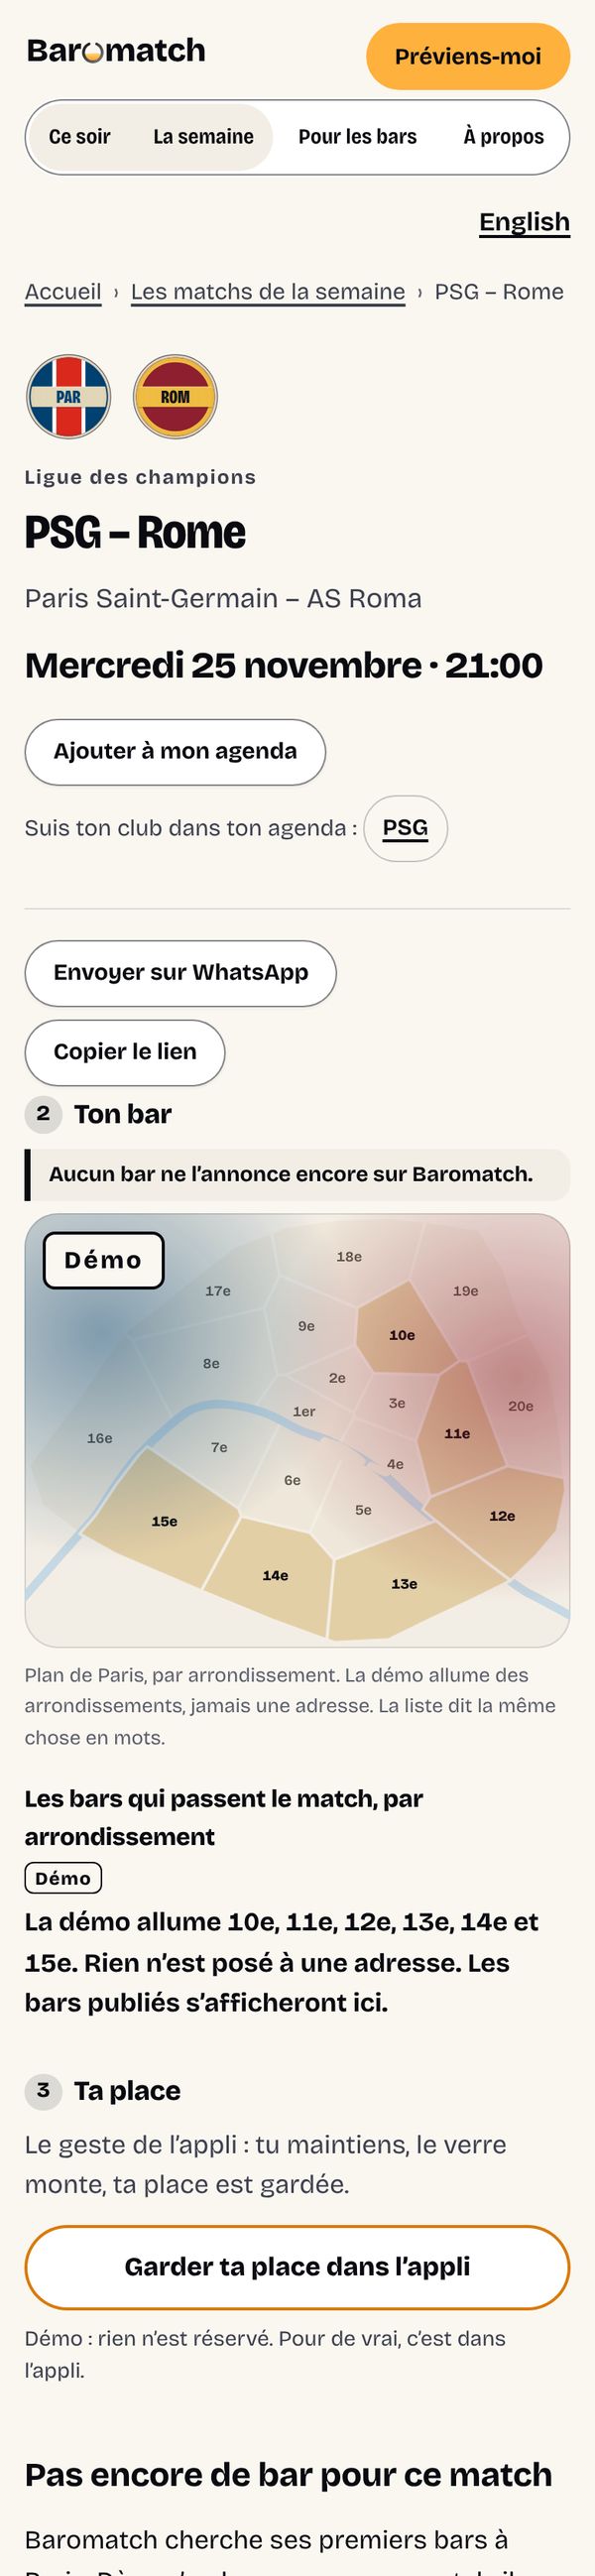 Baromatch
Préviens-moi
Ce soir La semaine Pour les bars À propos
English
Accueil › Les matchs de la semaine › PSG – Rome
PAR ROM
Ligue des champions
PSG – Rome
Paris Saint-Germain – AS Roma
Mercredi 25 novembre · 21:00
Ajouter à mon agenda
Suis ton club dans ton agenda : PSG
Envoyer sur WhatsApp
Copier le lien
2 Ton bar
Aucun bar ne l’annonce encore sur Baromatch.
Démo
18e
17e
19e
9e
10e
8e
2e
3e
20e
1er
11e
16e
7e
4e
6e
5e
12e
15e
14e
13e
Plan de Paris, par arrondissement. La démo allume des
arrondissements, jamais une adresse. La liste dit la même
chose en mots.
Les bars qui passent le match, par
arrondissement
Démo
La démo allume 10e, 11e, 12e, 13e, 14e et
15e. Rien n’est posé à une adresse. Les
bars publiés s’afficheront ici.
3 Ta place
Le geste de l’appli : tu maintiens, le verre
monte, ta place est gardée.
Garder ta place dans l’appli
Démo : rien n’est réservé. Pour de vrai, c’est dans
l’appli.
Pas encore de bar pour ce match
Baromatch cherche ses premiers bars à